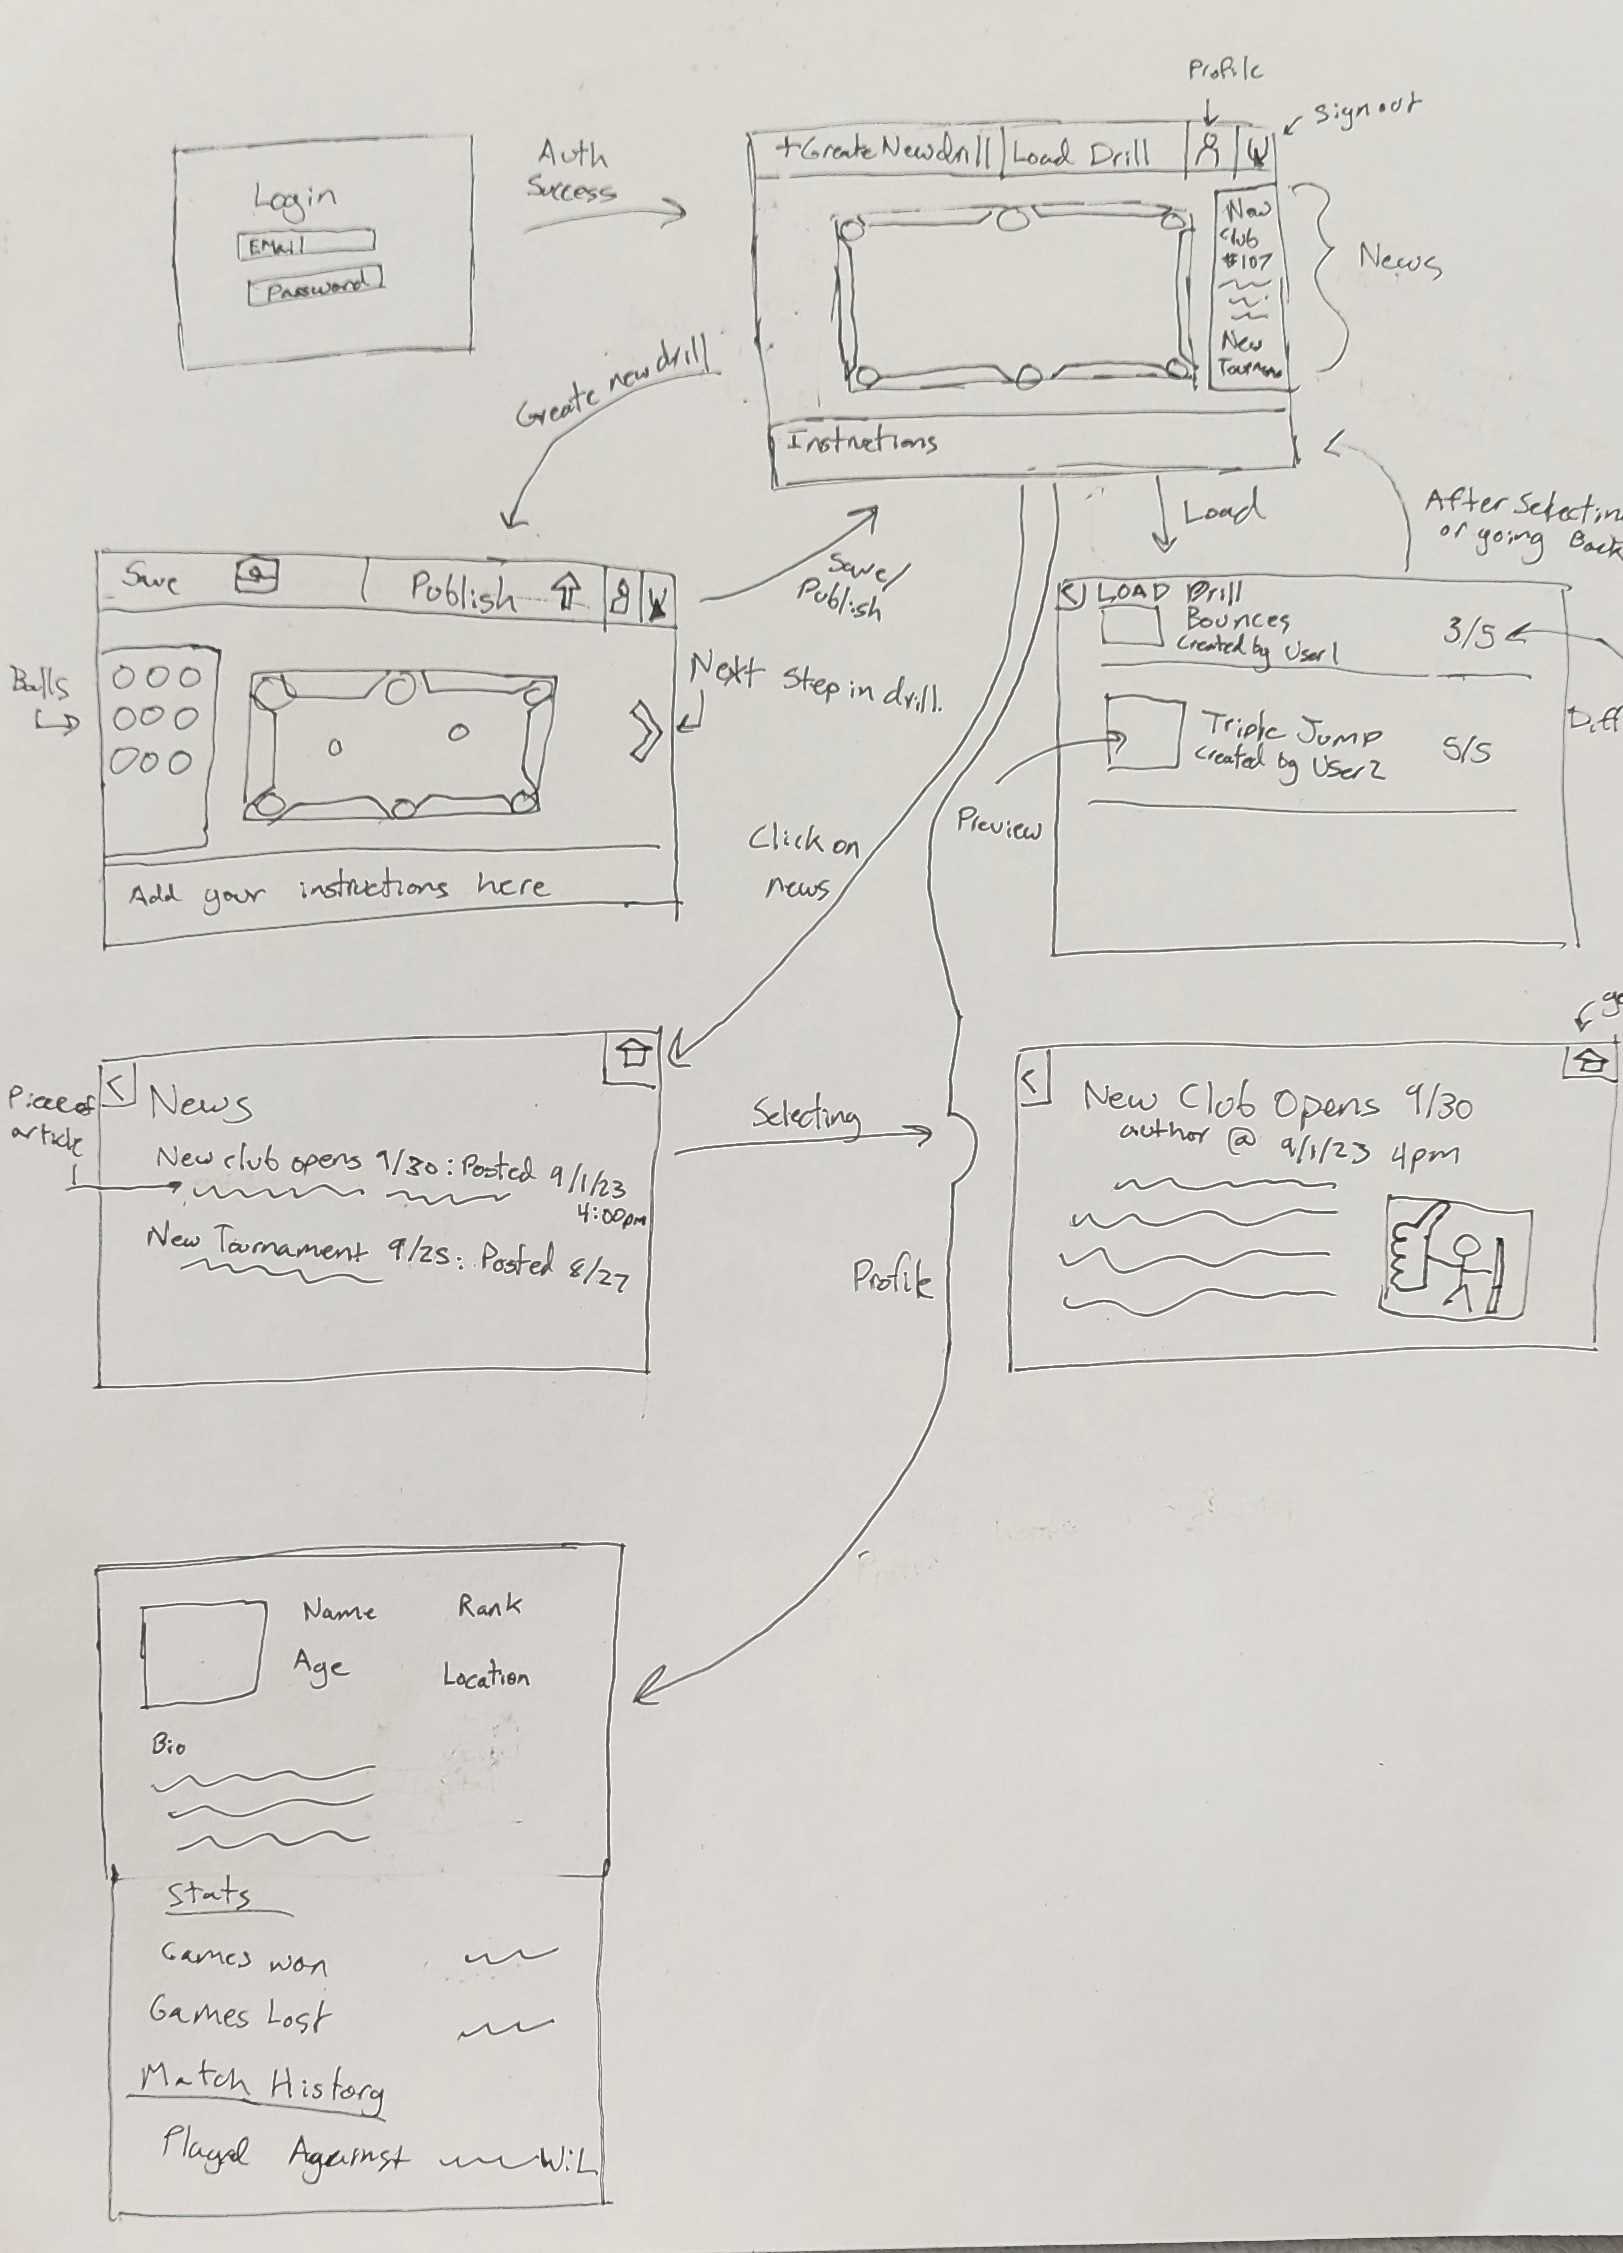 Profile
Sign out
Login
EMail
Password
Auth
Success
+Create New drill
Load Drill
New
Club
#107
New
News
Instructions
Create new drill
Load
After Selectin
or going Back
Save
Publish
Save/
Publish
Balls
Next Step in drill.
Add your instructions here
< LOAD Drill
Bounces
Created by User1
3/5
Diff
Triple Jump
Created by User2
5/5
Preview
Click on
news
Piece of
article
<
News
New club opens 9/30: Posted 9/1/23
4:00pm
New Tournament 9/25: Posted 8/27
Selecting
Profile
<
New Club Opens 9/30
author @ 9/1/23 4pm
Name
Rank
Age
Location
Bio
Stats
Games won
Games Lost
Match History
Played Against